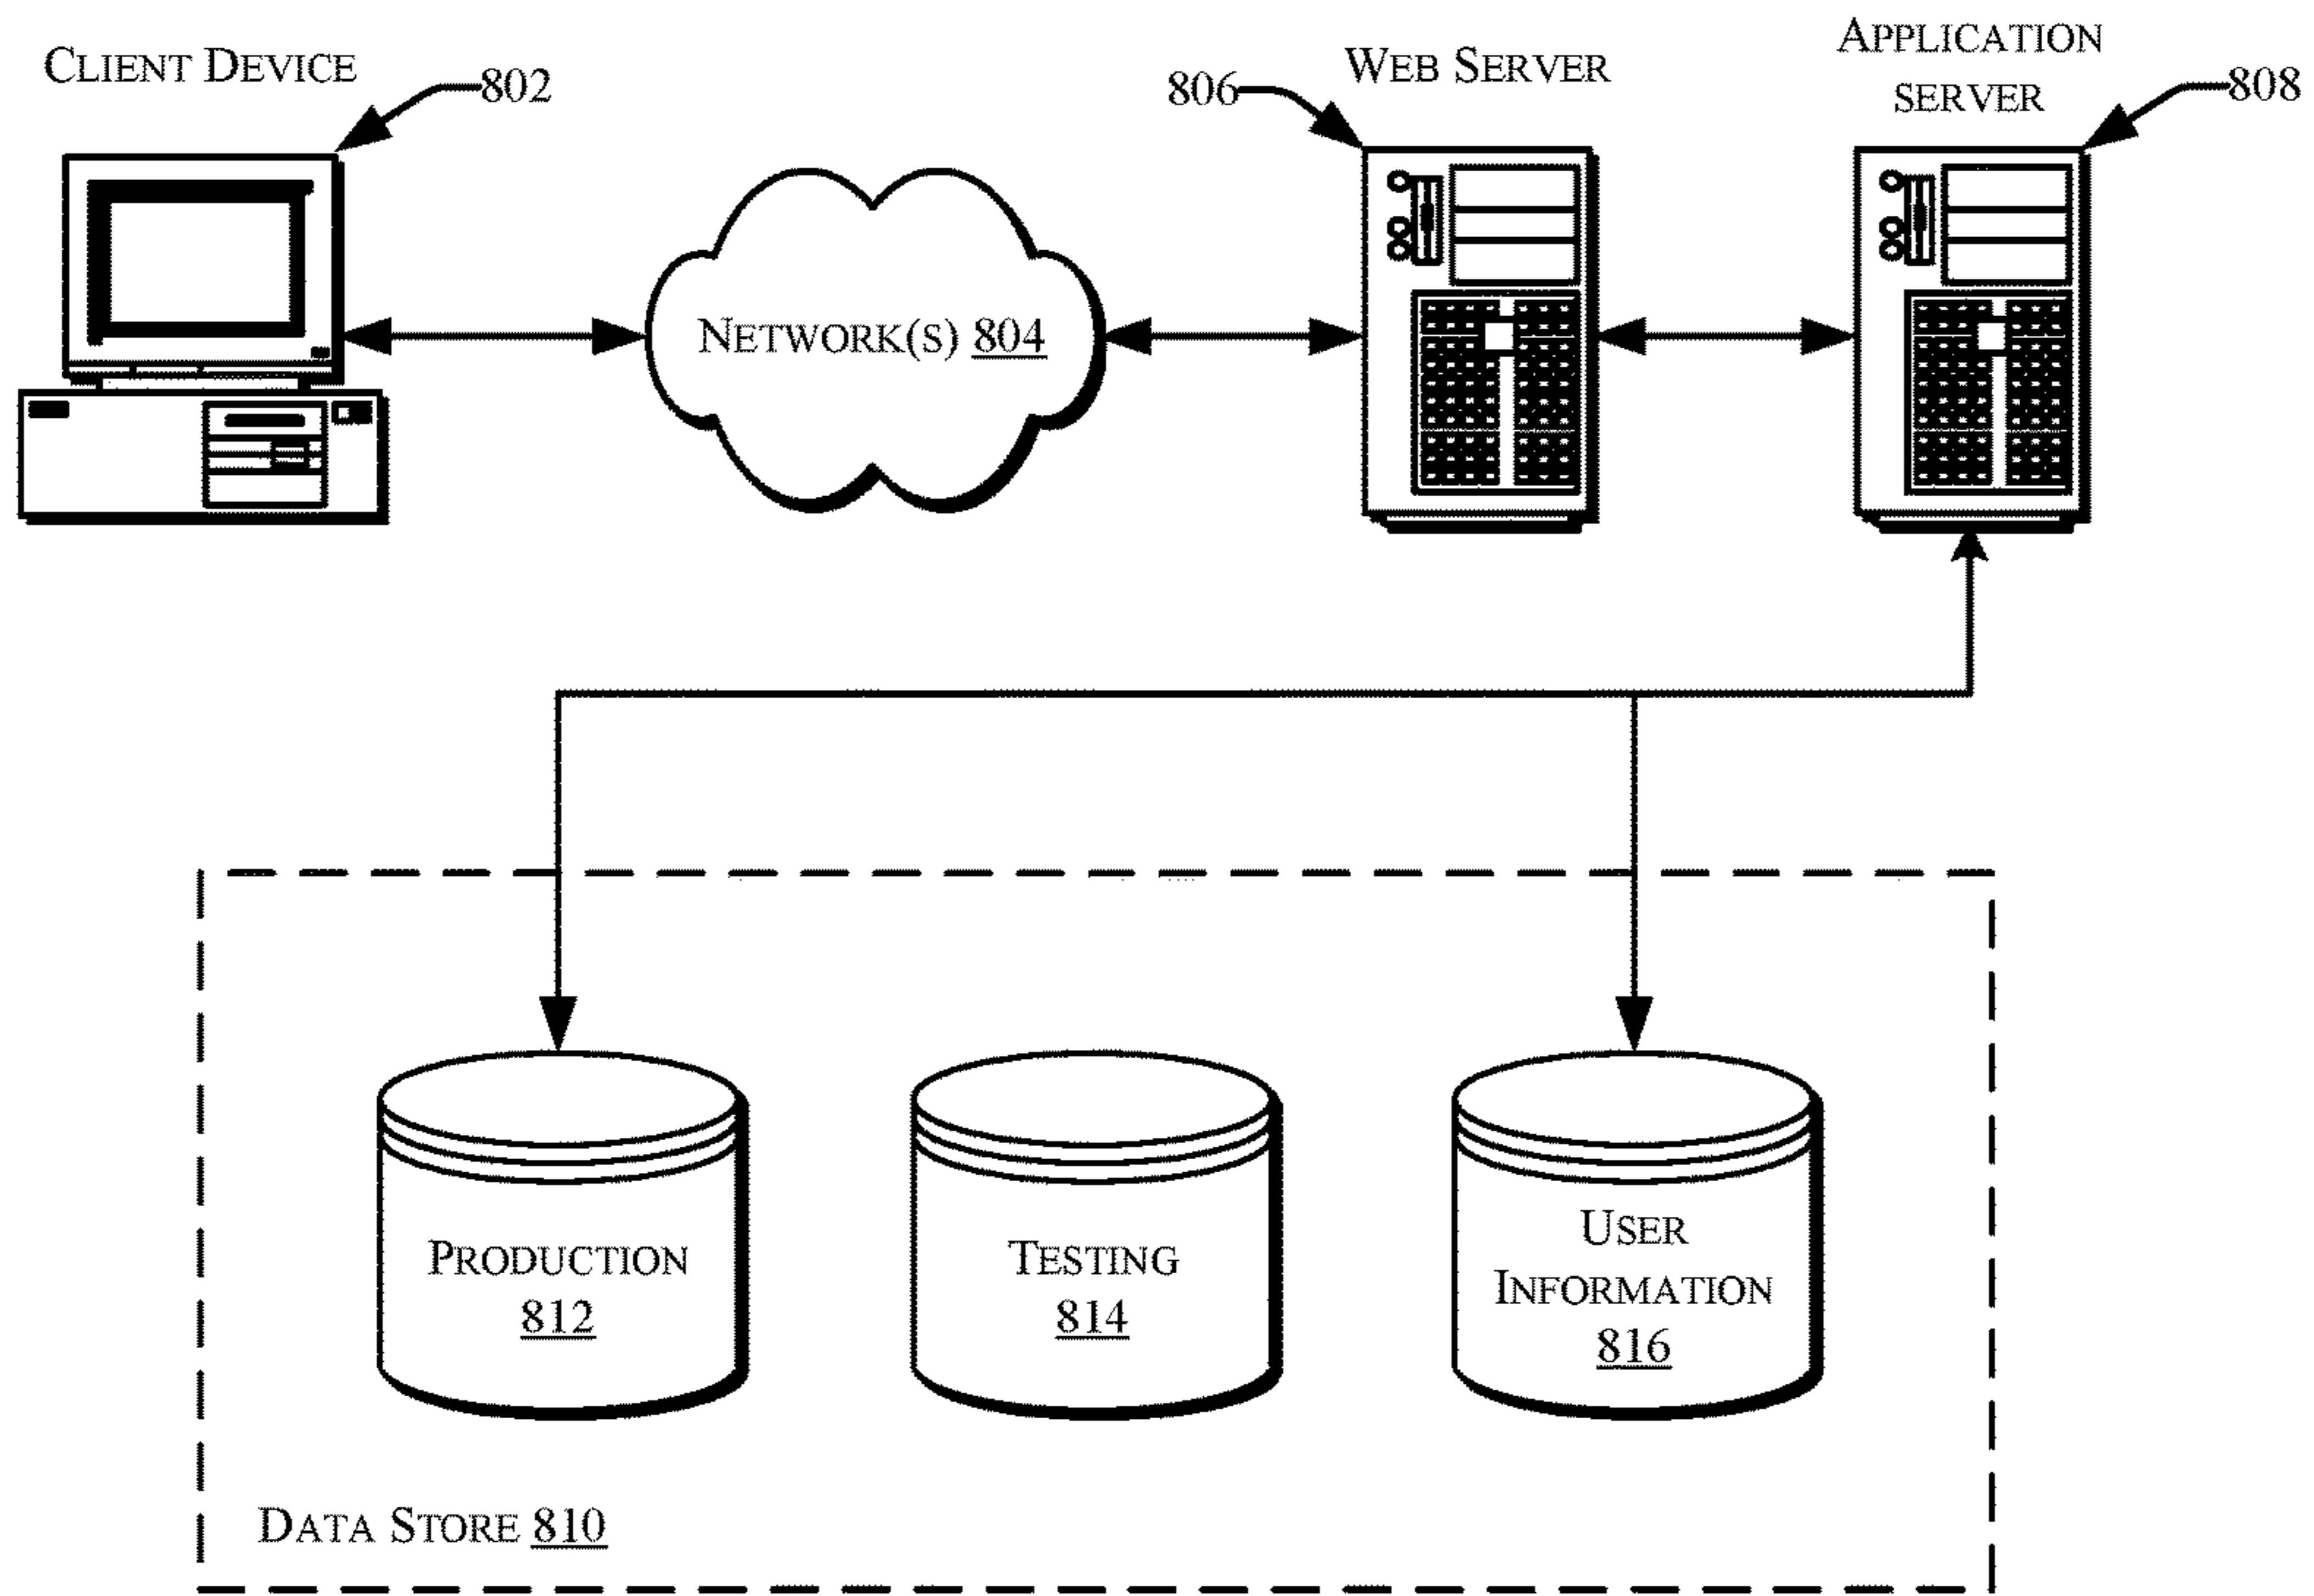 CLIENT DEVICE
802
806
WEB SERVER
APPLICATION
SERVER
808
NETWORK(S) 804
PRODUCTION
812
TESTING
814
USER
INFORMATION
816
DATA STORE 810